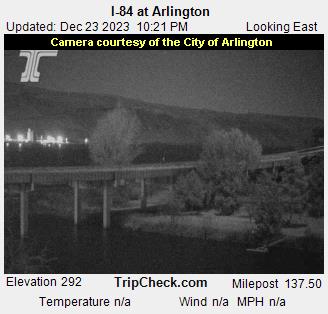 I-84 at Arlington
Updated: Dec 23 2023 10:21 PM Looking East
Camera courtesy of the City of Arlington
Elevation 292 TripCheck.com Milepost 137.50
Temperature n/a Wind n/a MPH n/a